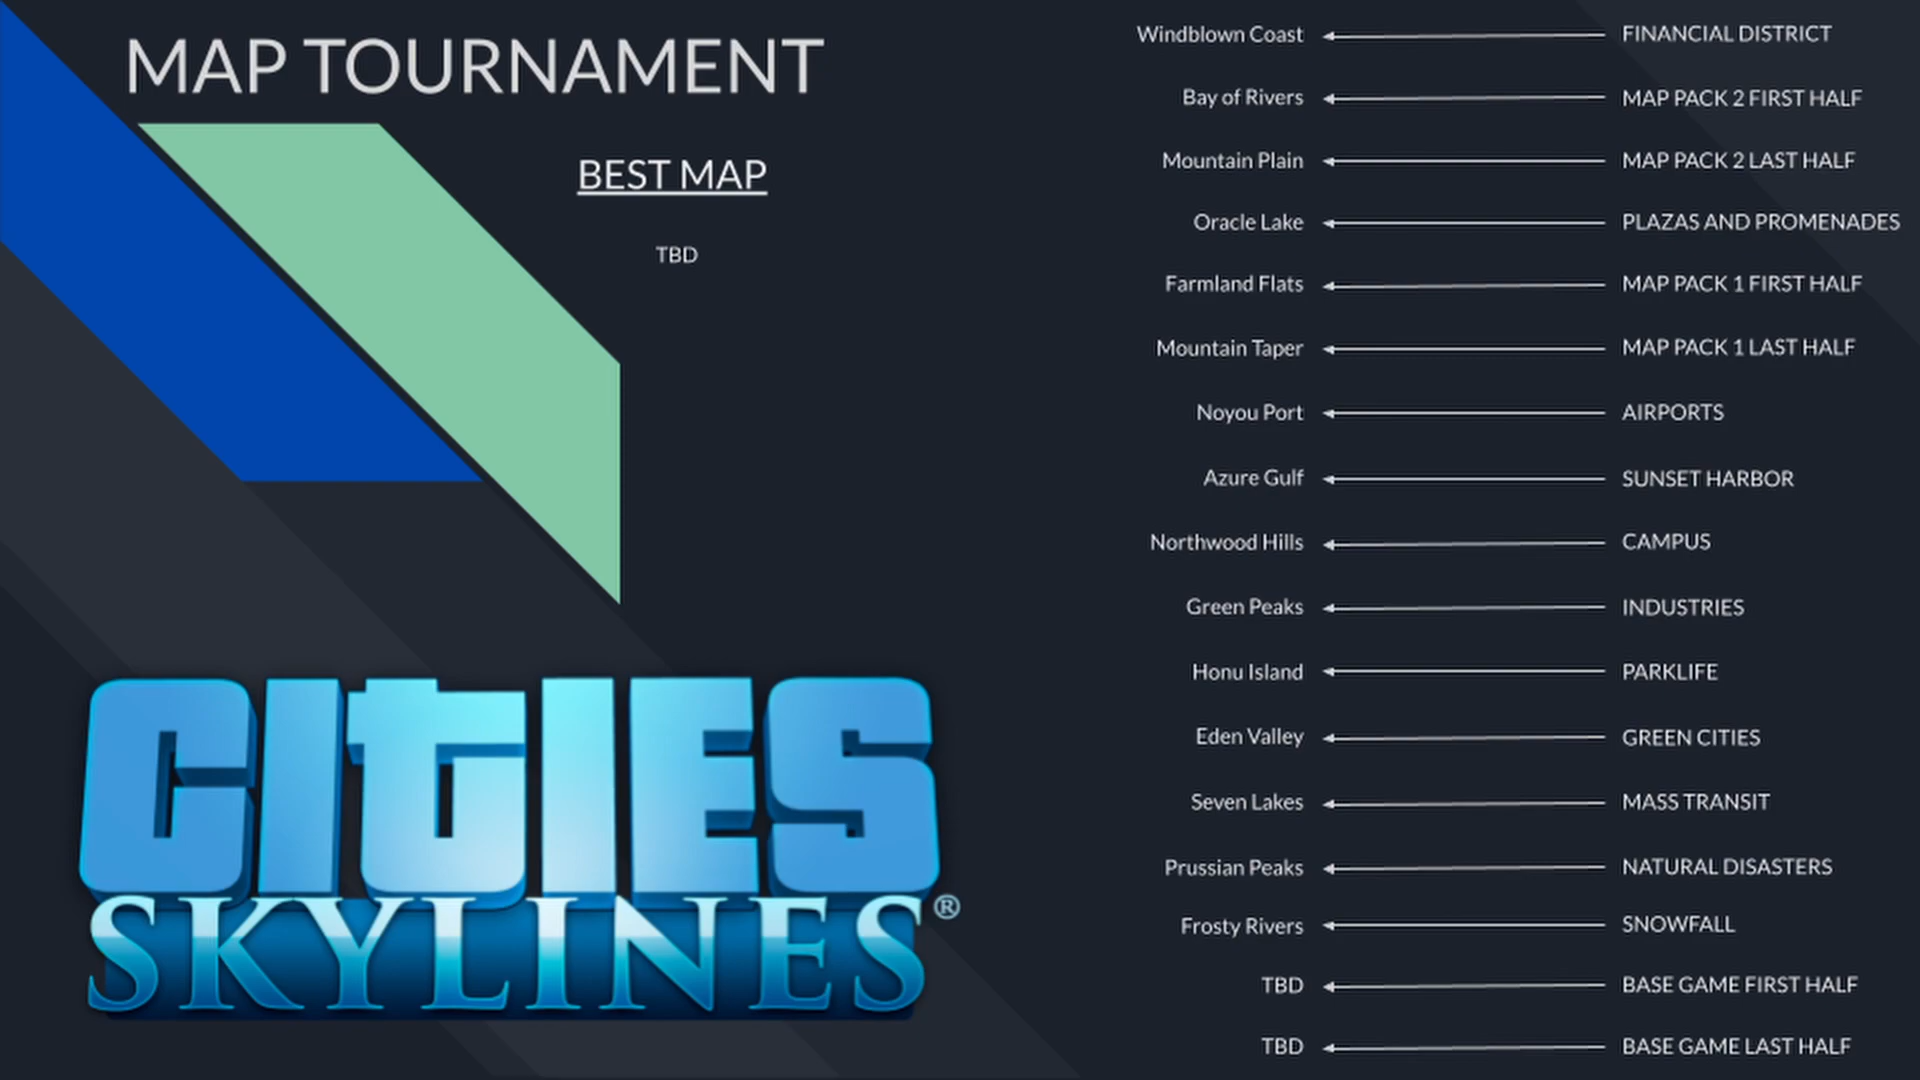 MAP TOURNAMENT
BEST MAP
TBD
CITIES
SKYLINES®
Windblown Coast FINANCIAL DISTRICT
Bay of Rivers MAP PACK 2 FIRST HALF
Mountain Plain MAP PACK 2 LAST HALF
Oracle Lake PLAZAS AND PROMENADES
Farmland Flats MAP PACK 1 FIRST HALF
Mountain Taper MAP PACK 1 LAST HALF
Noyou Port AIRPORTS
Azure Gulf SUNSET HARBOR
Northwood Hills CAMPUS
Green Peaks INDUSTRIES
Honu Island PARKLIFE
Eden Valley GREEN CITIES
Seven Lakes MASS TRANSIT
Prussian Peaks NATURAL DISASTERS
Frosty Rivers SNOWFALL
TBD BASE GAME FIRST HALF
TBD BASE GAME LAST HALF